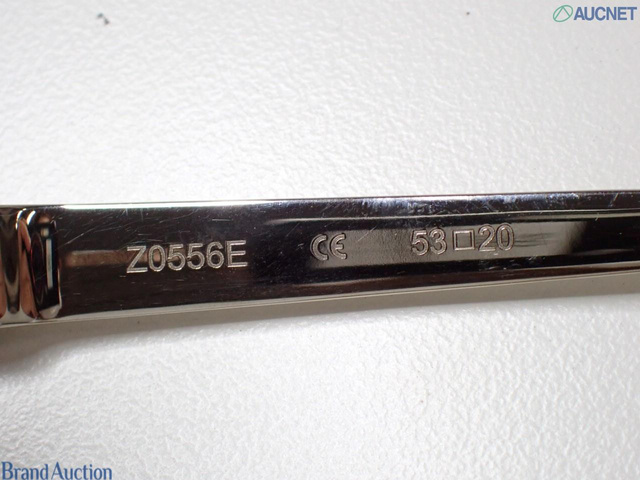 AUCNET
Z0556E CE 53□20
Brand Auction